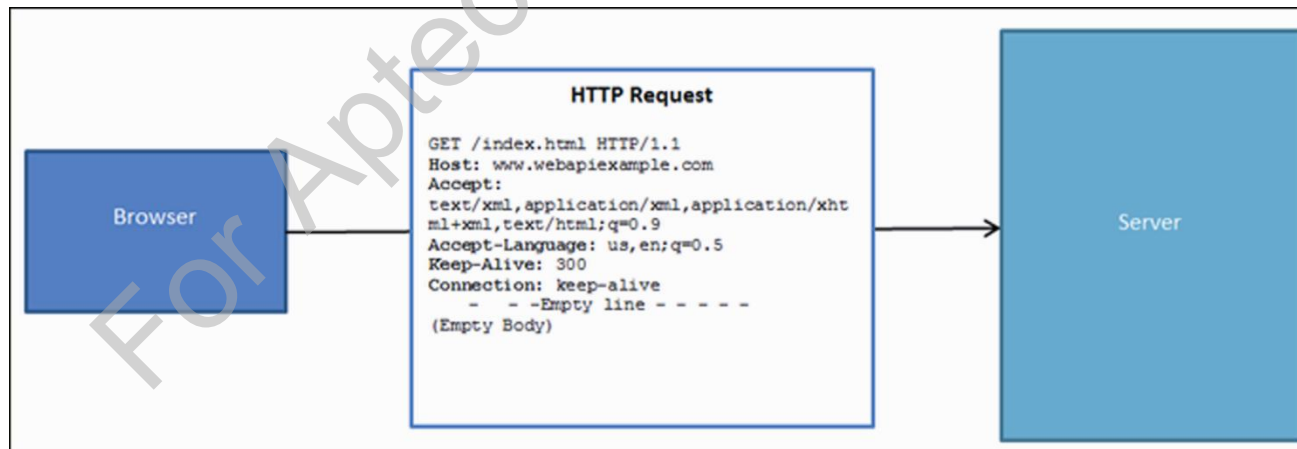 HTTP Request
GET /index.html HTTP/1.1
Host: www.webapiexample.com
Accept:
text/xml,application/xml,application/xht
ml+xml,text/html;q=0.9
Accept-Language: us,en;q=0.5
Keep-Alive: 300
Connection: keep-alive
- - -Empty line - - - - -
(Empty Body)
Browser
Server
For Aptec